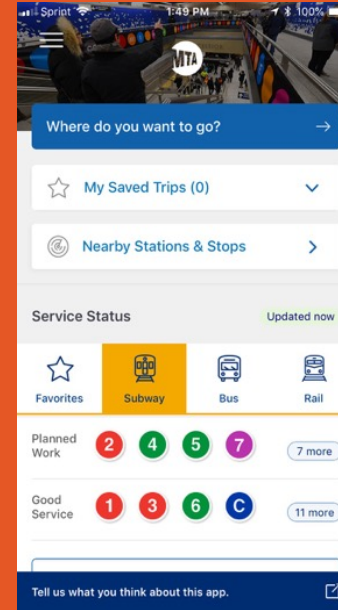 Sprint 1:49 PM 100%
MTA
Where do you want to go?
My Saved Trips (0)
Nearby Stations & Stops
Service Status Updated now
Favorites Subway Bus Rail
Planned
Work 2 4 5 7 7 more
Good
Service 1 3 6 C 11 more
Tell us what you think about this app.